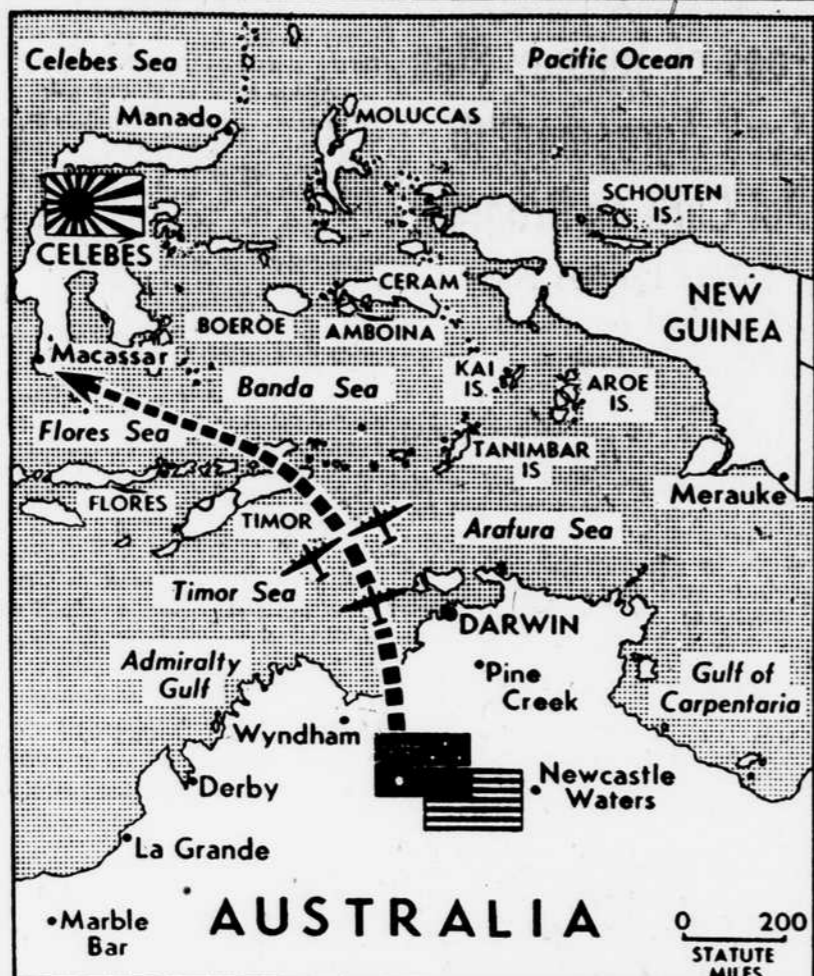 Celebes Sea
Pacific Ocean
Manado
MOLUCCAS
SCHOUTEN
IS.
CELEBES
CERAM
NEW
GUINEA
BOEROE
AMBOINA
Macassar
KAI
IS.
AROE
IS.
Banda Sea
Flores Sea
TANIMBAR
IS
FLORES
Merauke
TIMOR
Arafura Sea
Timor Sea
DARWIN
Admiralty
Gulf
Pine
Creek
Gulf of
Carpentaria
Wyndham
Derby
Newcastle
Waters
La Grande
Marble
Bar
AUSTRALIA
0 200
STATUTE
MILES